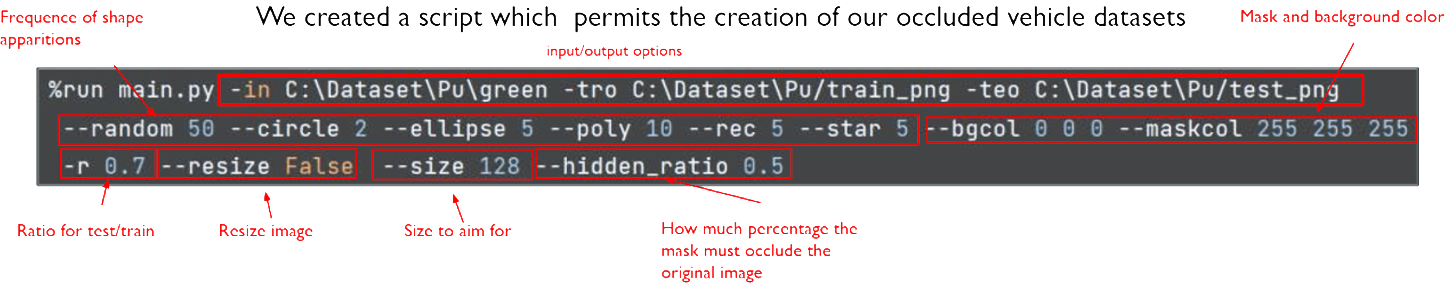 We created a script which permits the creation of our occluded vehicle datasets
Frequence of shape
apparitions
input/output options
Mask and background color
%run main.py -in C:\Dataset\Pu\green -tro C:\Dataset\Pu/train_png -teo C:\Dataset\Pu/test_png
--random 50 --circle 2 --ellipse 5 --poly 10 --rec 5 --star 5 --bgcol 0 0 0 --maskcol 255 255 255
-r 0.7 --resize False --size 128 --hidden_ratio 0.5
Ratio for test/train
Resize image
Size to aim for
How much percentage the
mask must occlude the
original image